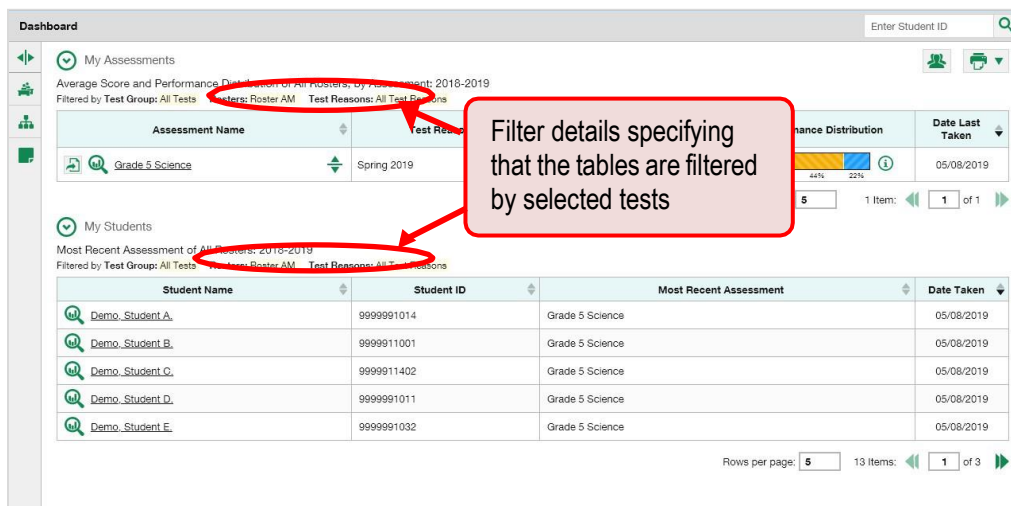 Dashboard
Enter Student ID
My Assessments
Average Score and Performance Distribution of All Rosters, by Assessment: 2018-2019
Filtered by Test Group: All Tests Rosters: Roster AM Test Reasons: All Test Reasons
Assessment Name Test Reason Distribution Date Last Taken
Grade 5 Science Spring 2019 44% 22% 05/08/2019
5 1 Item: 1 of 1
Filter details specifying
that the tables are filtered
by selected tests
My Students
Most Recent Assessment of All Rosters: 2018-2019
Filtered by Test Group: All Tests Rosters: Roster AM Test Reasons: All Test Reasons
Student Name Student ID Most Recent Assessment Date Taken
Demo, Student A. 9999991014 Grade 5 Science 05/08/2019
Demo, Student B. 9999911001 Grade 5 Science 05/08/2019
Demo, Student C. 9999911402 Grade 5 Science 05/08/2019
Demo, Student D. 9999991011 Grade 5 Science 05/08/2019
Demo, Student E. 9999991032 Grade 5 Science 05/08/2019
Rows per page: 5 13 Items: 1 of 3